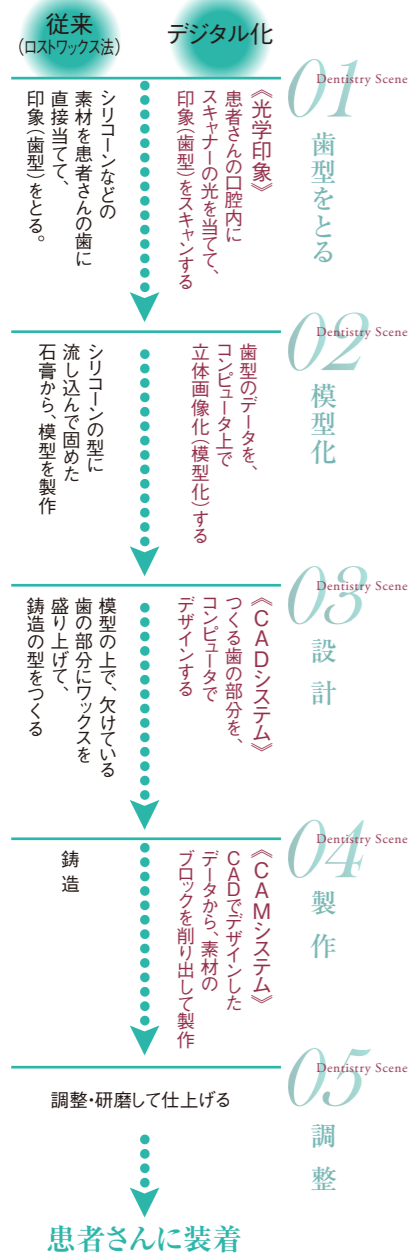 従来
(ロストワックス法)
デジタル化
Dentistry Scene
01
歯型をとる
《光学印象》
患者さんの口腔内に
スキャナーの光を当てて、
印象(歯型)をスキャンする
シリコーンなどの
素材を患者さんの歯に
直接当てて、
印象(歯型)をとる。
Dentistry Scene
02
模型化
歯型のデータを、
コンピュータ上で
立体画像化(模型化)する
シリコーンの型に
流し込んで固めた
石膏から、模型を製作
Dentistry Scene
03
設計
《CADシステム》
つくる歯の部分を、
コンピュータで
デザインする
模型の上で、欠けている
歯の部分にワックスを
盛り上げて、
鋳造の型をつくる
Dentistry Scene
04
製作
《CAMシステム》
CADでデザインした
データから、素材の
ブロックを削り出して製作
鋳造
Dentistry Scene
05
調整
調整・研磨して仕上げる
患者さんに装着